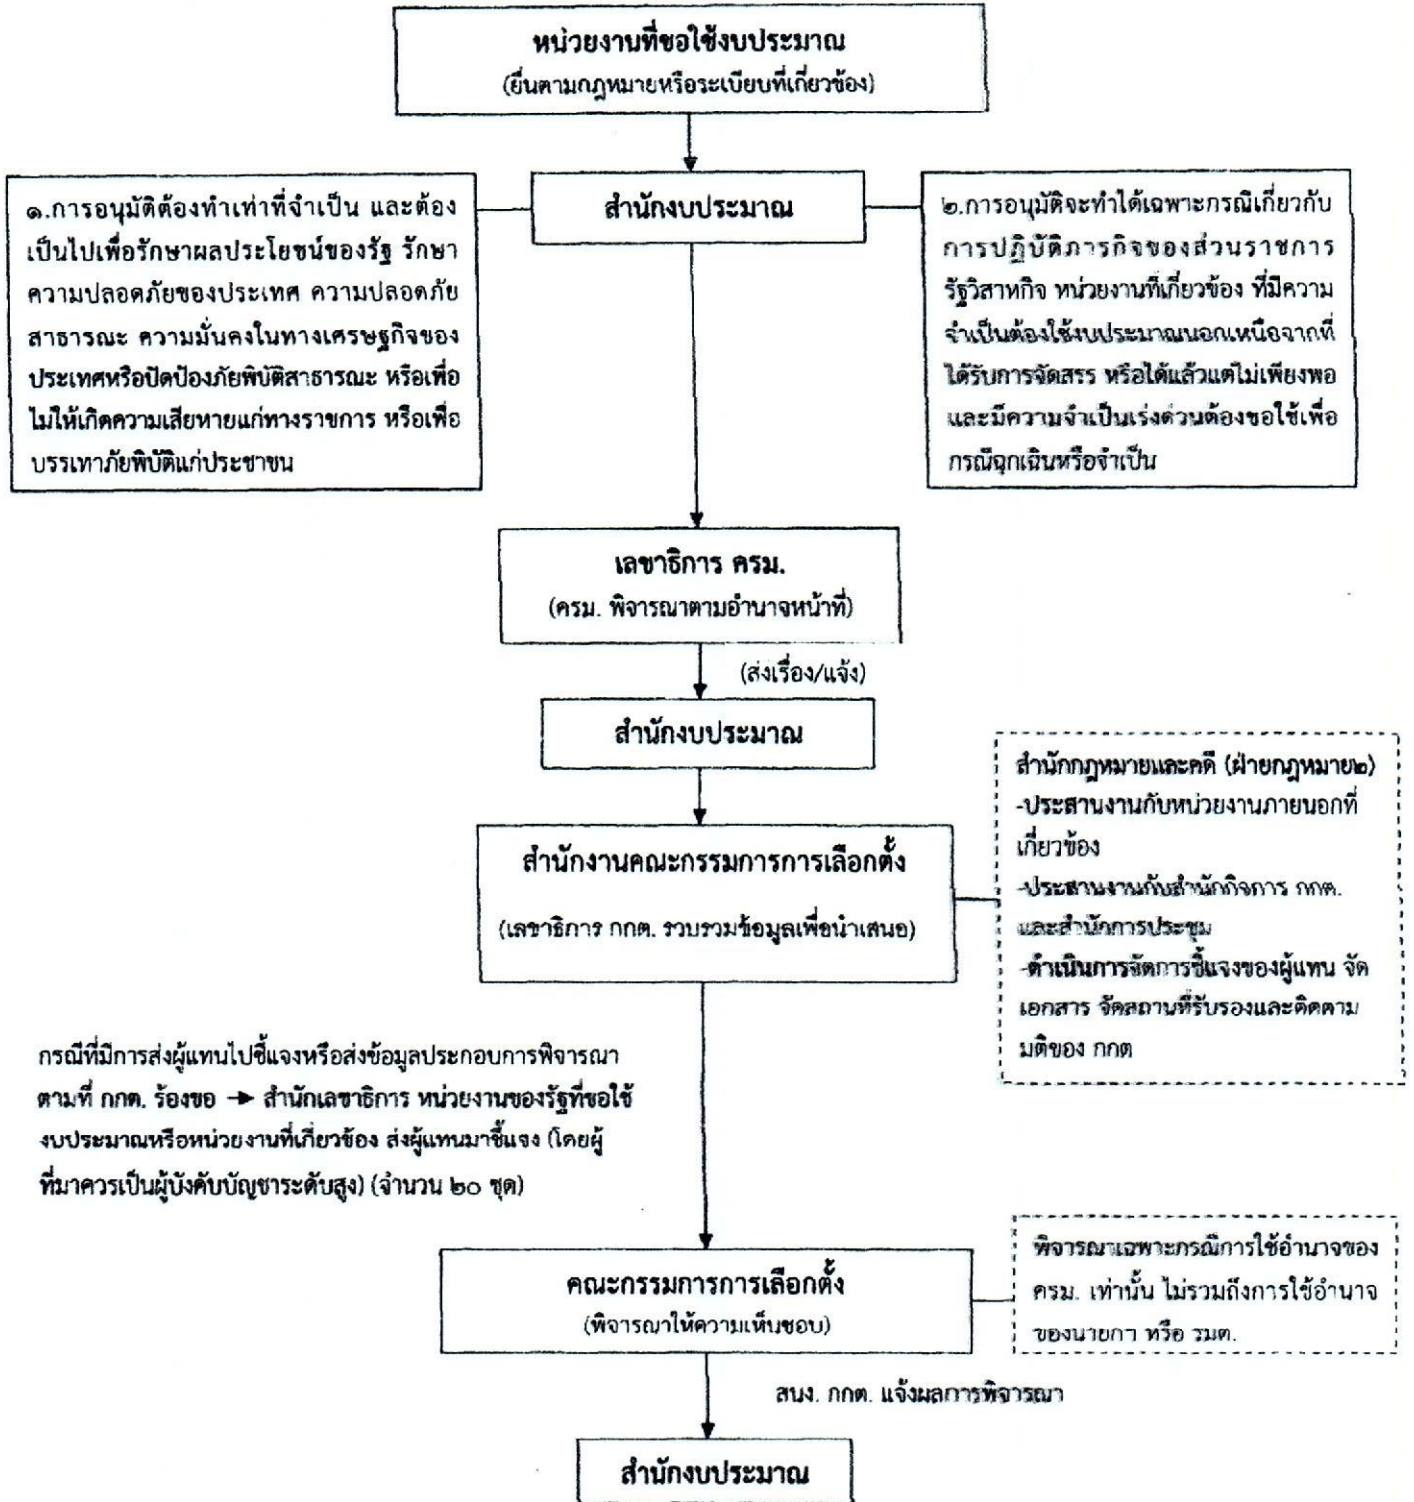 หน่วยงานที่ขอใช้งบประมาณ
(ยื่นตามกฎหมายหรือระเบียบที่เกี่ยวข้อง)
สำนักงบประมาณ
๑.การอนุมัติต้องทำเท่าที่จำเป็น และต้อง
เป็นไปเพื่อรักษาผลประโยชน์ของรัฐ รักษา
ความปลอดภัยของประเทศ ความปลอดภัย
สาธารณะ ความมั่นคงในทางเศรษฐกิจของ
ประเทศหรือปัดป้องภัยพิบัติสาธารณะ หรือเพื่อ
ไม่ให้เกิดความเสียหายแก่ทางราชการ หรือเพื่อ
บรรเทาภัยพิบัติแก่ประชาชน
๒.การอนุมัติจะทำได้เฉพาะกรณีเกี่ยวกับ
การปฏิบัติภารกิจของส่วนราชการ
รัฐวิสาหกิจ หน่วยงานที่เกี่ยวข้อง ที่มีความ
จำเป็นต้องใช้งบประมาณนอกเหนือจากที่
ได้รับการจัดสรร หรือได้แล้วแต่ไม่เพียงพอ
และมีความจำเป็นเร่งด่วนต้องขอใช้เพื่อ
กรณีฉุกเฉินหรือจำเป็น
เลขาธิการ ครม.
(ครม. พิจารณาตามอำนาจหน้าที่)
(ส่งเรื่อง/แจ้ง)
สำนักงบประมาณ
สำนักงานคณะกรรมการการเลือกตั้ง
(เลขาธิการ กกต. รวบรวมข้อมูลเพื่อนำเสนอ)
สำนักกฎหมายและคดี (ฝ่ายกฎหมาย๒)
-ประสานงานกับหน่วยงานภายนอกที่
เกี่ยวข้อง
-ประสานงานกับสำนักกิจการ กกต.
และสำนักการประชุม
-ดำเนินการจัดการชี้แจงของผู้แทน จัด
เอกสาร จัดสถานที่รับรองและติดตาม
มติของ กกต
กรณีที่มีการส่งผู้แทนไปชี้แจงหรือส่งข้อมูลประกอบการพิจารณา
ตามที่ กกต. ร้องขอ → สำนักเลขาธิการ หน่วยงานของรัฐที่ขอใช้
งบประมาณหรือหน่วยงานที่เกี่ยวข้อง ส่งผู้แทนมาชี้แจง (โดยผู้
ที่มาควรเป็นผู้บังคับบัญชาระดับสูง) (จำนวน ๒๐ ชุด)
คณะกรรมการการเลือกตั้ง
(พิจารณาให้ความเห็นชอบ)
พิจารณาเฉพาะกรณีการใช้อำนาจของ
ครม. เท่านั้น ไม่รวมถึงการใช้อำนาจ
ของนายกฯ หรือ รมต.
สนง. กกต. แจ้งผลการพิจารณา
สำนักงบประมาณ